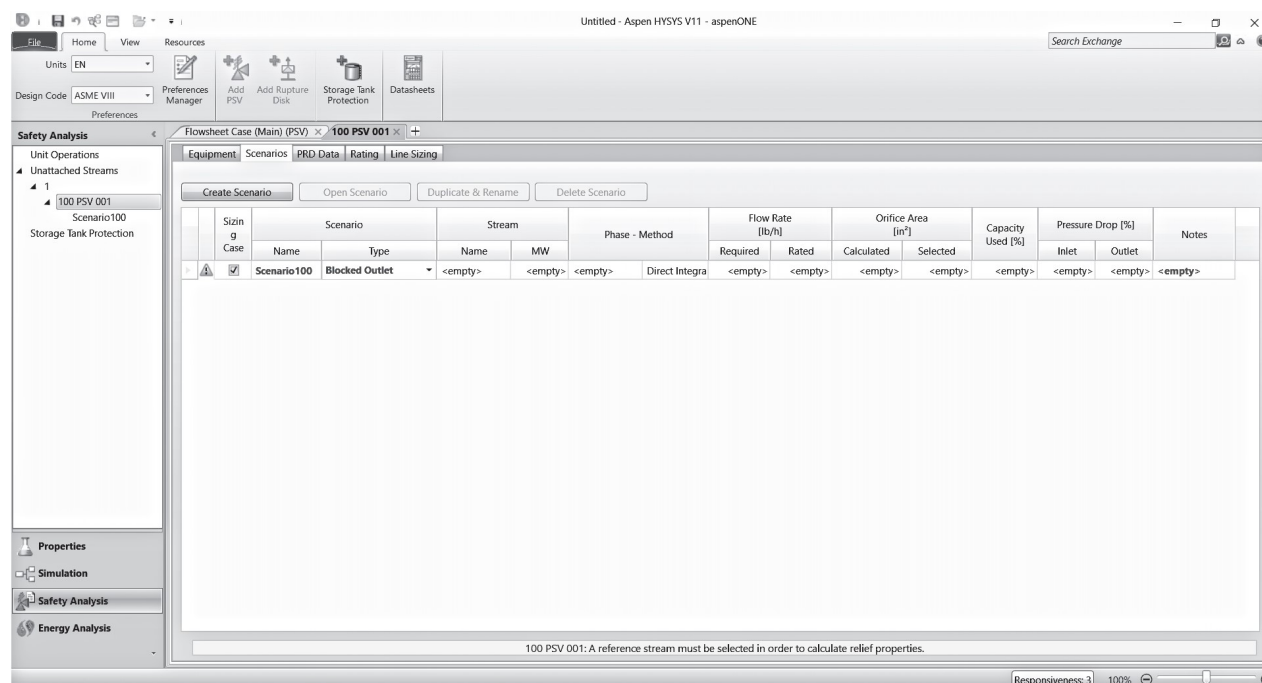 Untitled - Aspen HYSYS V11 - aspenONE
File Home View Resources Search Exchange
Units EN
Design Code ASME VIII
Preferences Manager
Add PSV
Add Rupture Disk
Storage Tank Protection
Datasheets
Preferences
Safety Analysis
Unit Operations
Unattached Streams
1
100 PSV 001
Scenario100
Storage Tank Protection
Properties
Simulation
Safety Analysis
Energy Analysis
Flowsheet Case (Main) (PSV) 100 PSV 001
Equipment Scenarios PRD Data Rating Line Sizing
Create Scenario Open Scenario Duplicate & Rename Delete Scenario
Sizin
g
Case
Scenario
Name Type
Stream
Name MW
Phase - Method
Flow Rate
[lb/h]
Required Rated
Orifice Area
[in²]
Calculated Selected
Capacity
Used [%]
Pressure Drop [%]
Inlet Outlet
Notes
Scenario100 Blocked Outlet <empty> <empty> <empty> Direct Integra <empty> <empty> <empty> <empty> <empty> <empty> <empty> <empty>
100 PSV 001: A reference stream must be selected in order to calculate relief properties.
Responsiveness: 3 100%